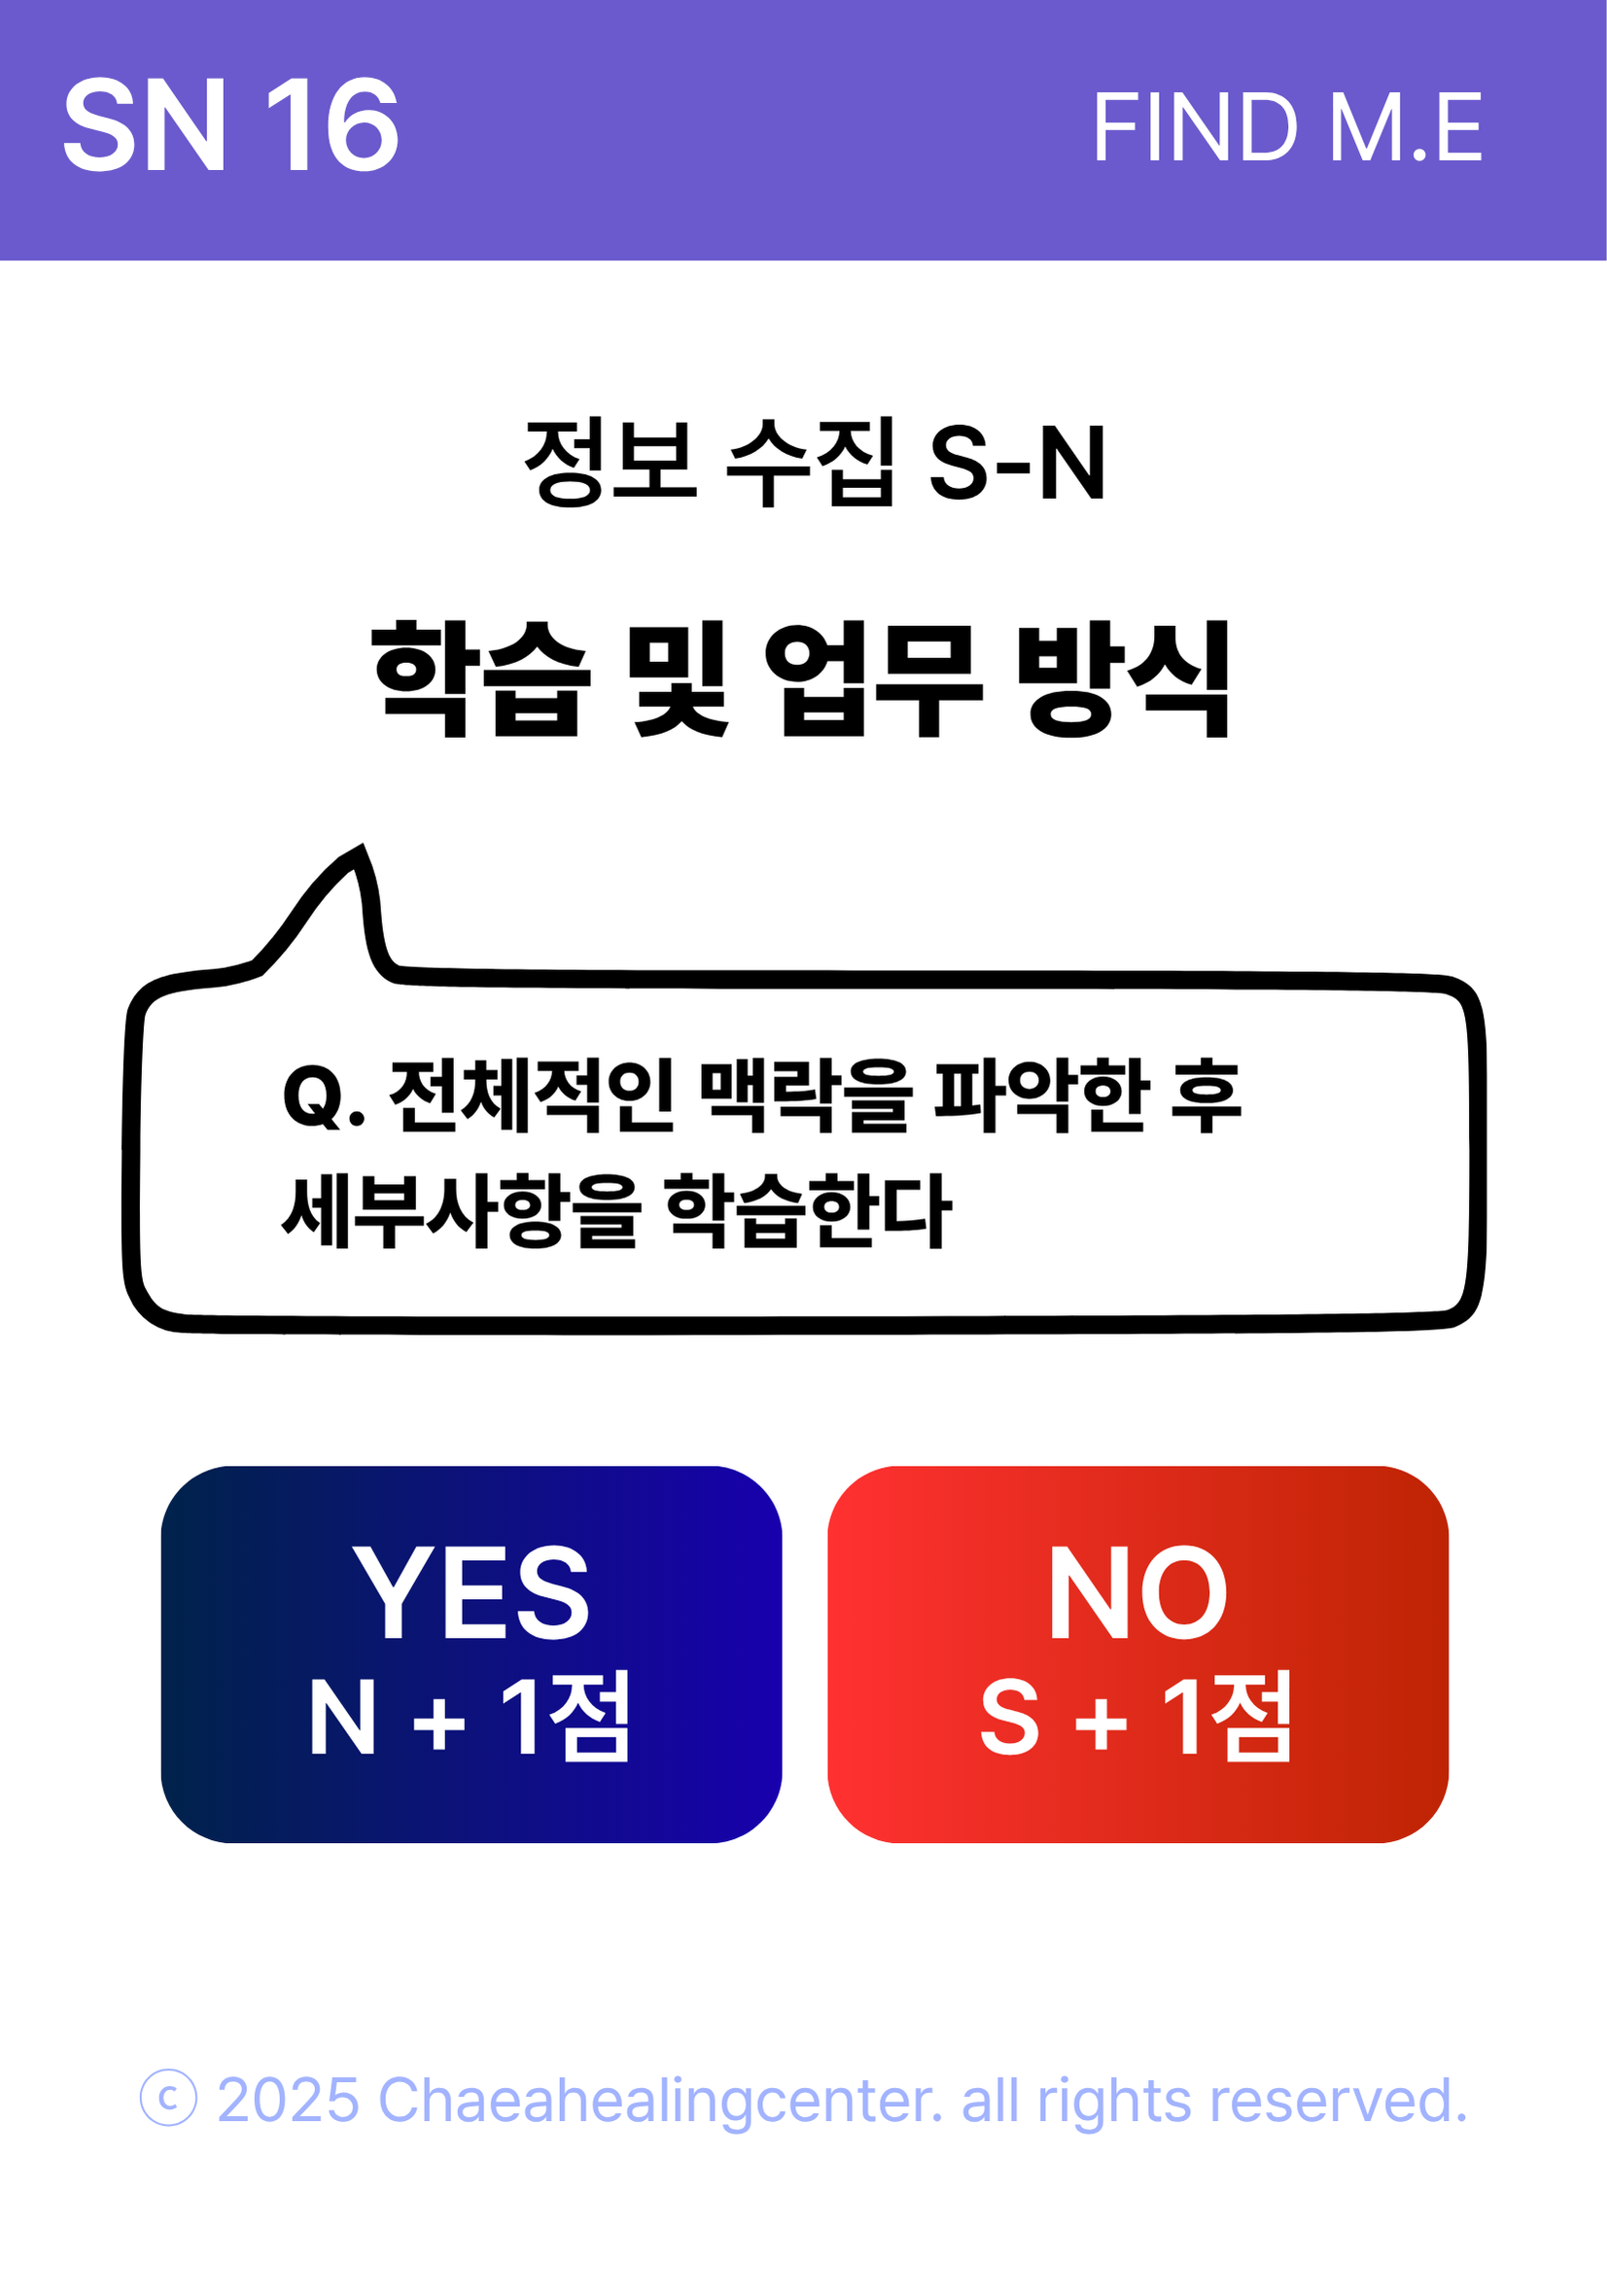 SN 16
FIND M.E
정보 수집 S-N
학습 및 업무 방식
Q. 전체적인 맥락을 파악한 후
세부사항을 학습한다
YES
N + 1점
NO
S + 1점
ⓒ 2025 Chaeahealingcenter. all rights reserved.